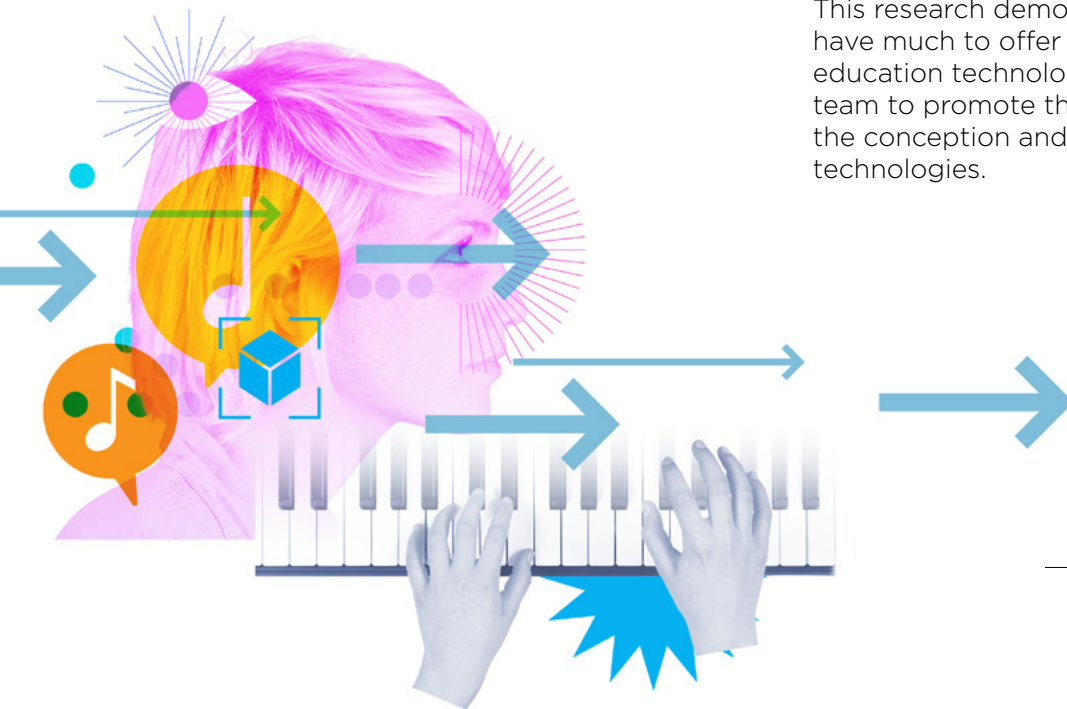 This research demo
have much to offer
education technolo
team to promote th
the conception and
technologies.